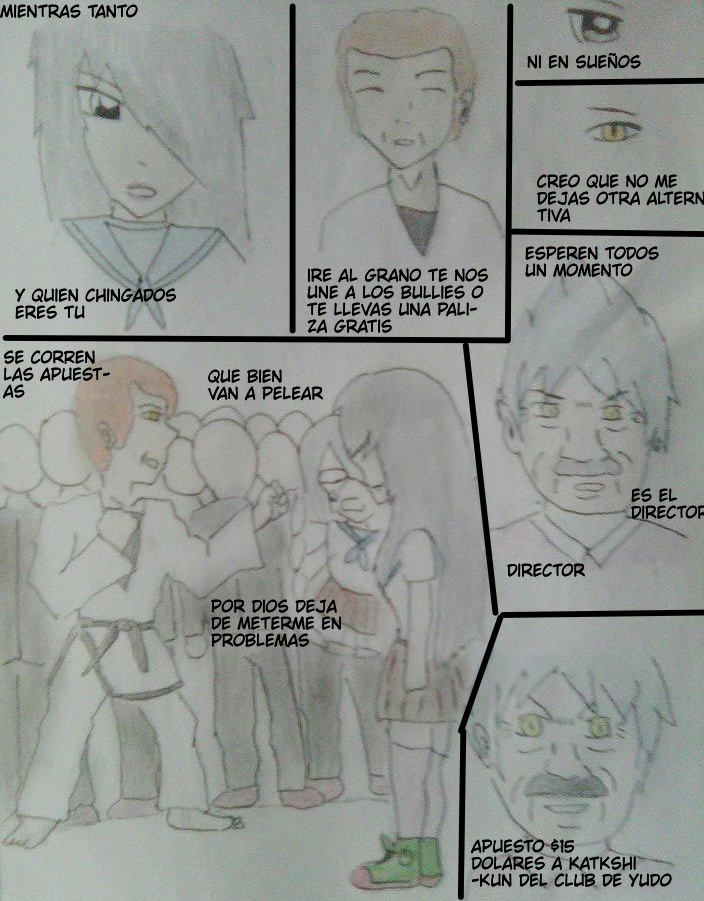 MIENTRAS TANTO
Y QUIEN CHINGADOS
ERES TU
IRE AL GRANO TE NOS
UNE A LOS BULLIES O
TE LLEVAS UNA PALI-
ZA GRATIS
NI EN SUEÑOS
CREO QUE NO ME
DEJAS OTRA ALTERN
TIVA
ESPEREN TODOS
UN MOMENTO
ES EL
DIRECTOR
DIRECTOR
SE CORREN
LAS APUEST-
AS
QUE BIEN
VAN A PELEAR
POR DIOS DEJA
DE METERME EN
PROBLEMAS
APUESTO $15
DOLARES A KATKSHI
-KUN DEL CLUB DE YUDO